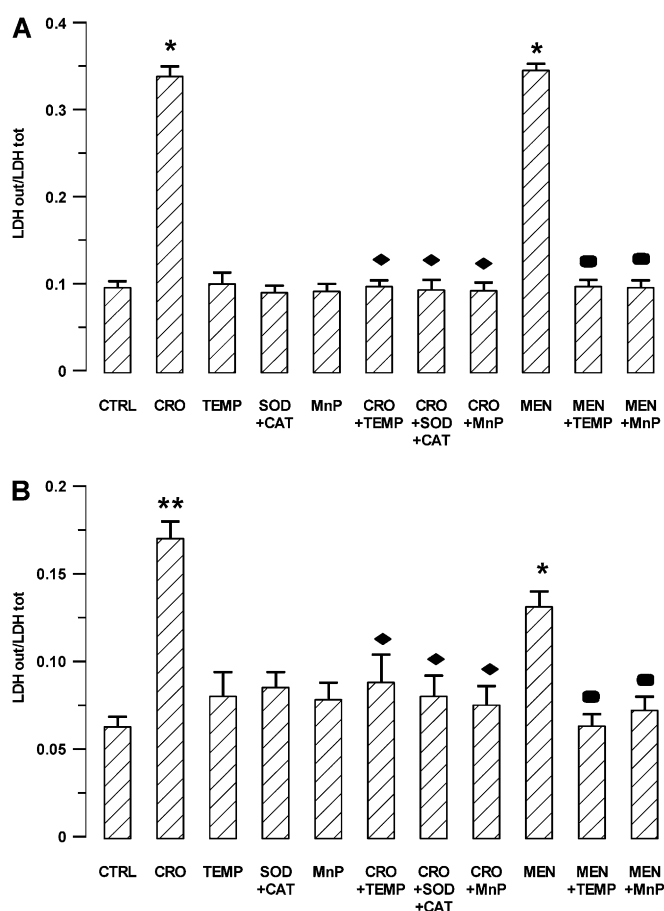 A
0.4
0.3
0.2
0.1
0
LDH out/LDH tot
*
*
CTRL CRO TEMP SOD MnP CRO CRO CRO MEN MEN MEN
+CAT +TEMP +SOD +MnP +TEMP +MnP
+CAT
B
0.2
0.15
0.10
0.05
0
LDH out/LDH tot
**
*
CTRL CRO TEMP SOD MnP CRO CRO CRO MEN MEN MEN
+CAT +TEMP +SOD +MnP +TEMP +MnP
+CAT